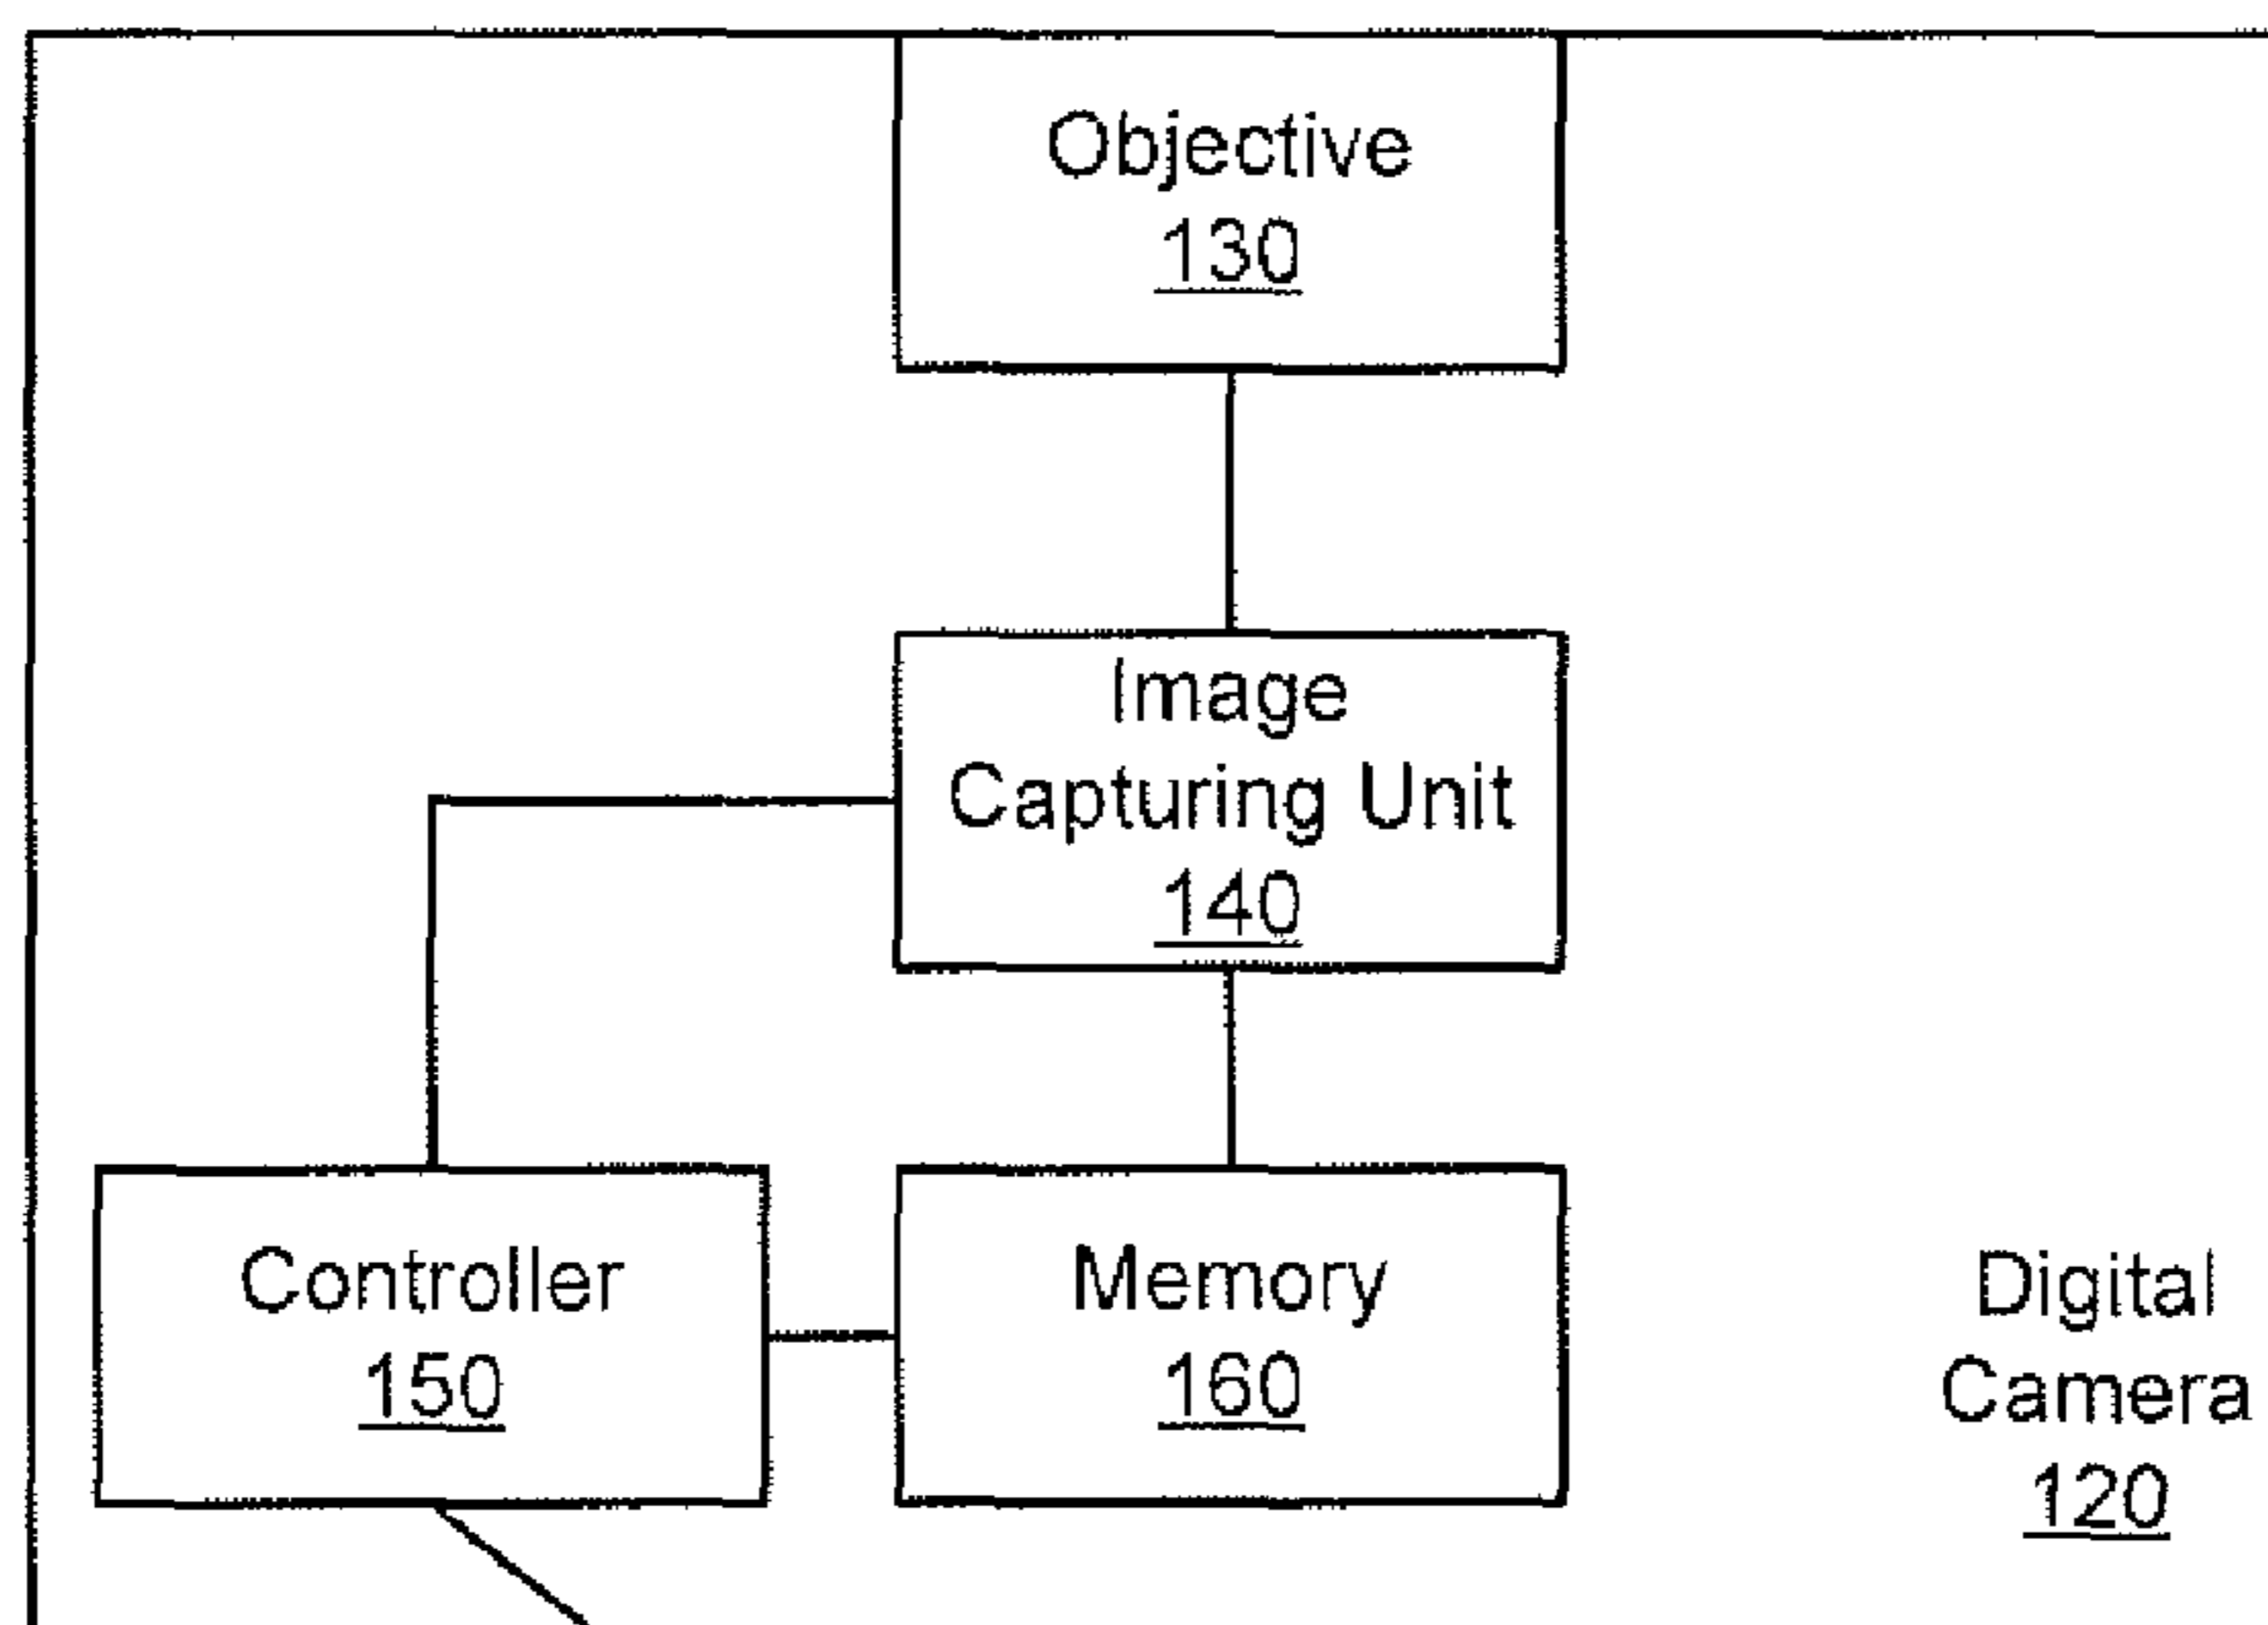 Objective
130
Image
Capturing Unit
140
Controller
150
Memory
160
Digital
Camera
120